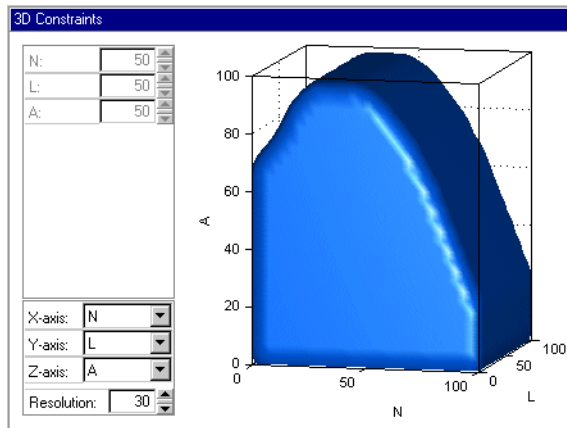 3D Constraints
N: 50
L: 50
A: 50
X-axis: N
Y-axis: L
Z-axis: A
Resolution: 30
100
80
60
40
20
0
A
0 50 100
N
0 50 100
L